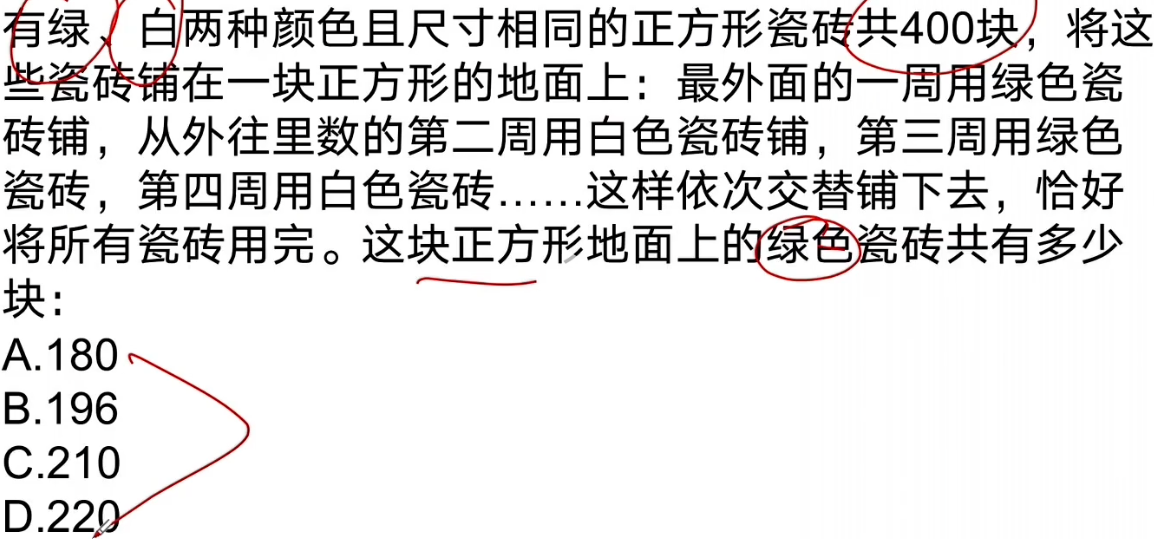 有绿、白两种颜色且尺寸相同的正方形瓷砖共400块，将这
些瓷砖铺在一块正方形的地面上：最外面的一周用绿色瓷
砖铺，从外往里数的第二周用白色瓷砖铺，第三周用绿色
瓷砖，第四周用白色瓷砖……这样依次交替铺下去，恰好
将所有瓷砖用完。这块正方形地面上的绿色瓷砖共有多少
块：
A.180
B.196
C.210
D.220